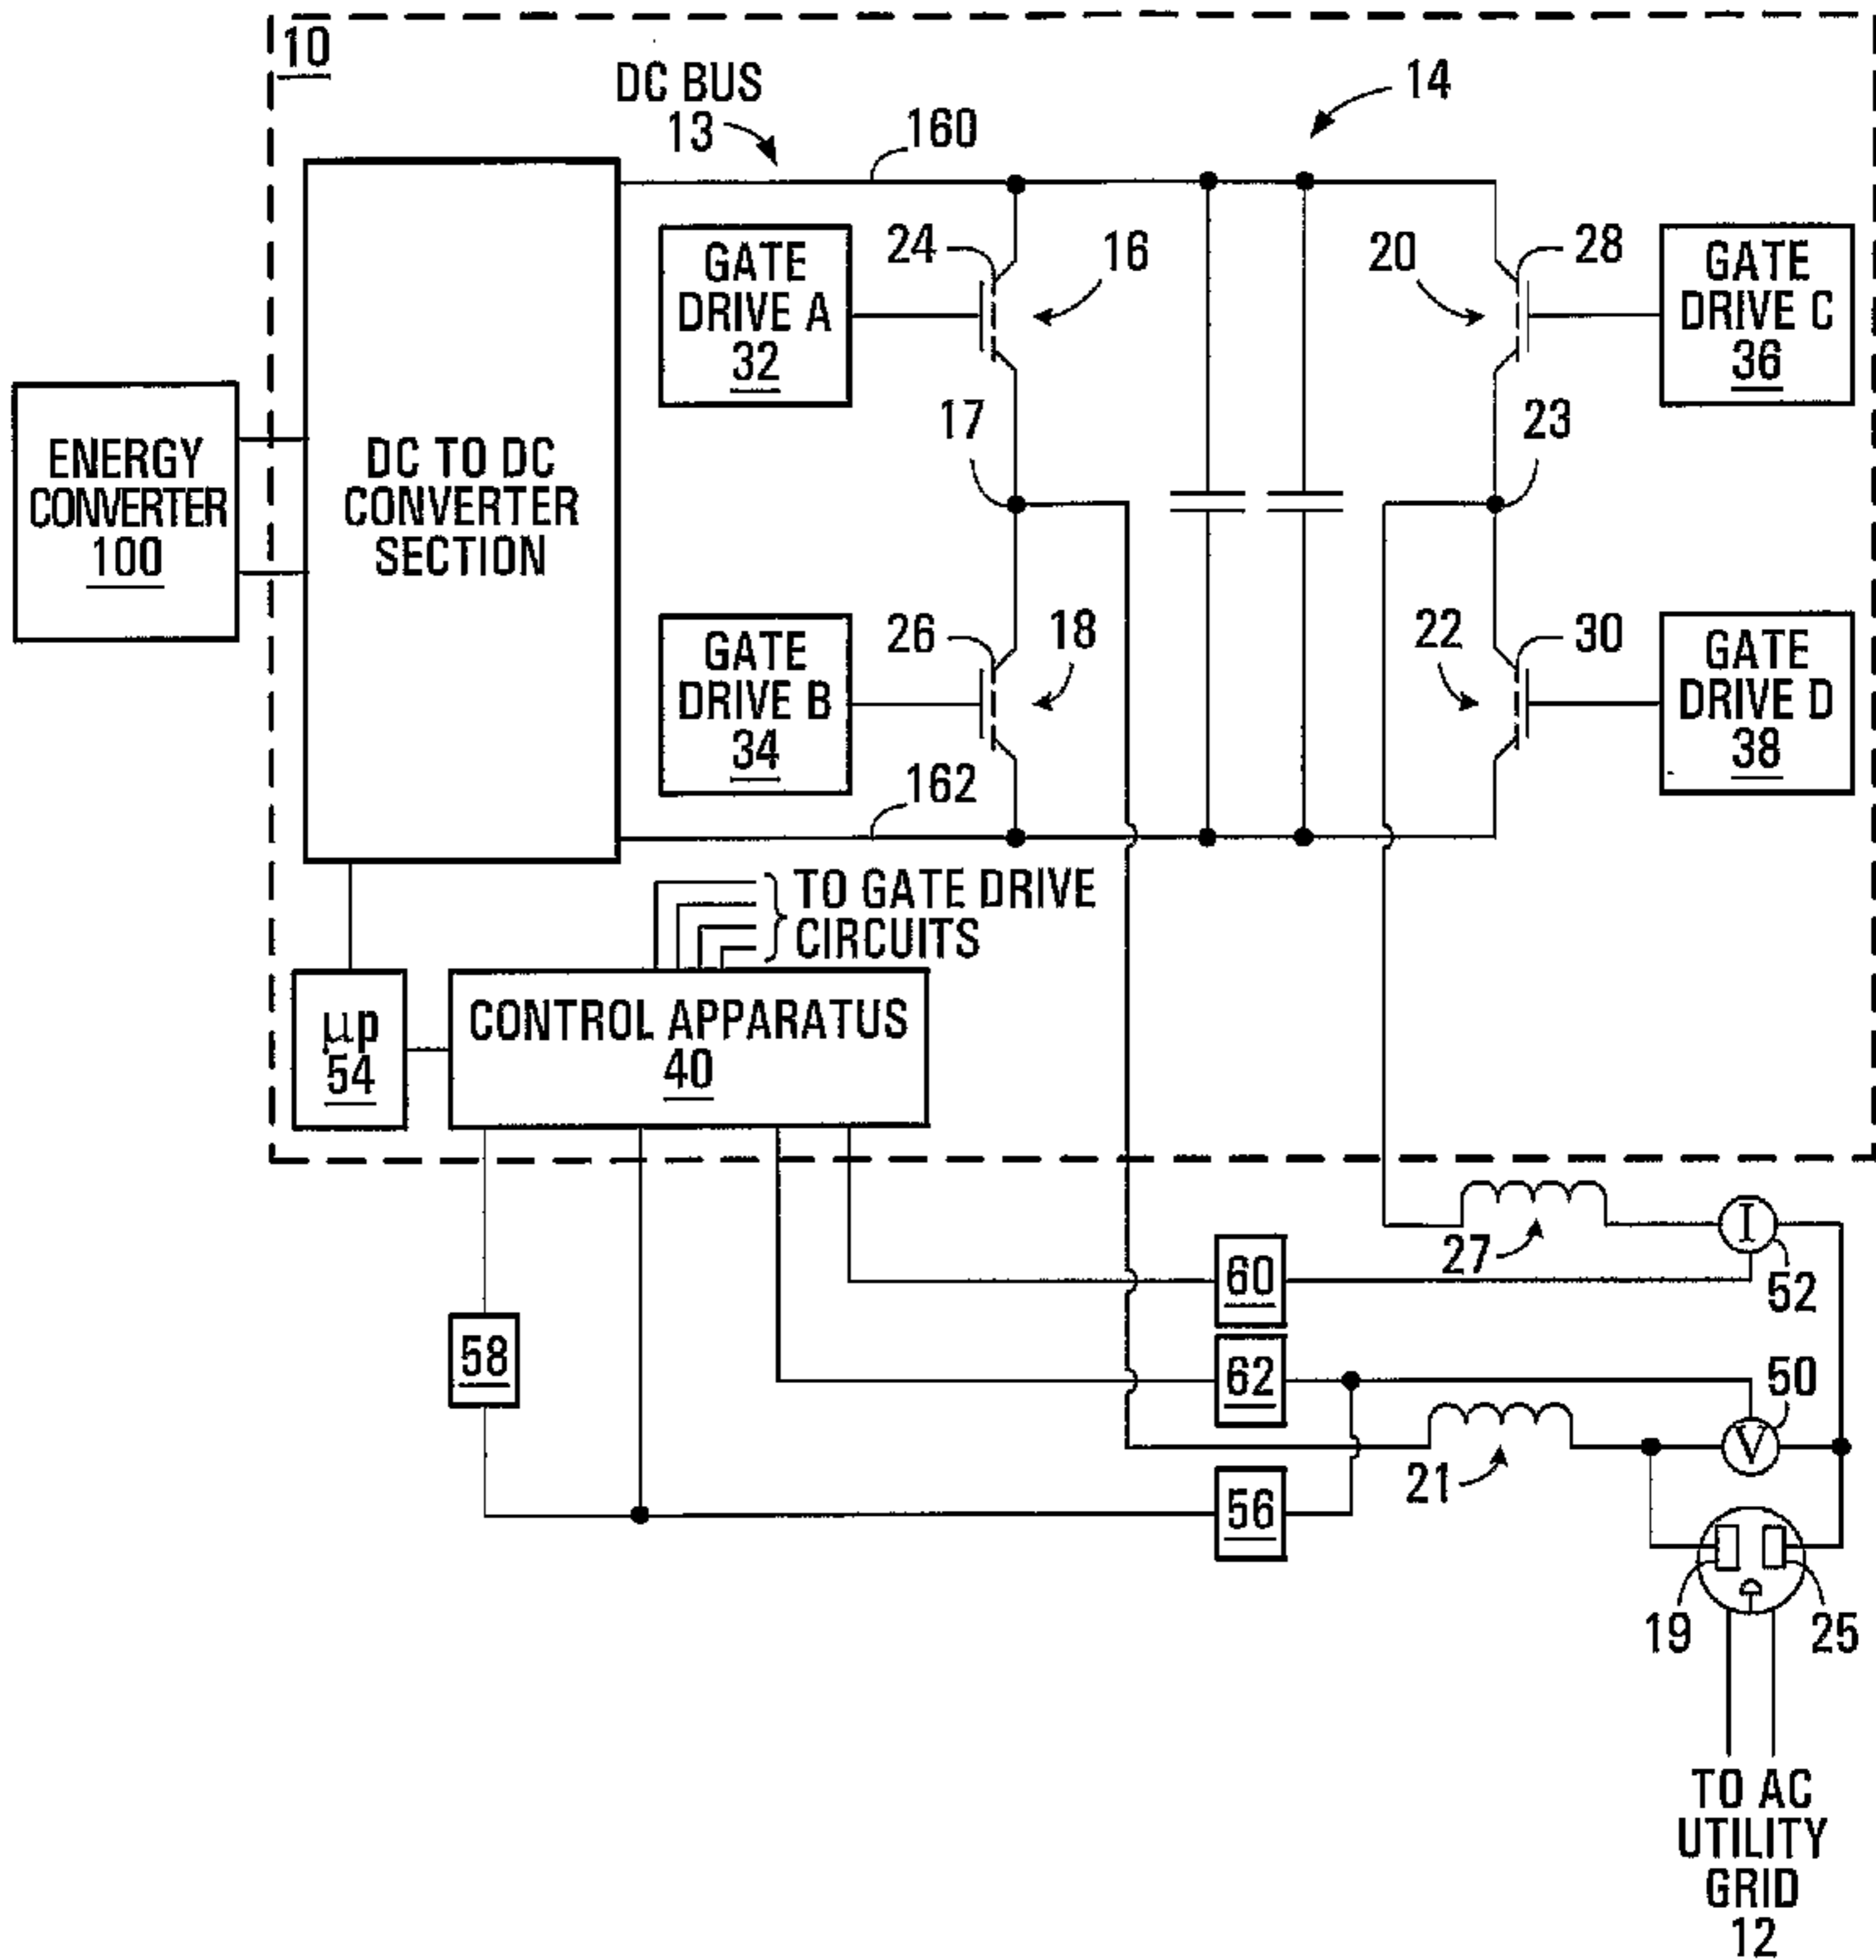 10
DC BUS
13
160
14
GATE
DRIVE A
32
24
16
20
28
GATE
DRIVE C
36
ENERGY
CONVERTER
100
DC TO DC
CONVERTER
SECTION
17
23
GATE
DRIVE B
34
26
18
22
30
GATE
DRIVE D
38
162
TO GATE DRIVE
CIRCUITS
µp
54
CONTROL APPARATUS
40
27
I
52
60
58
62
50
V
21
56
19
25
TO AC
UTILITY
GRID
12